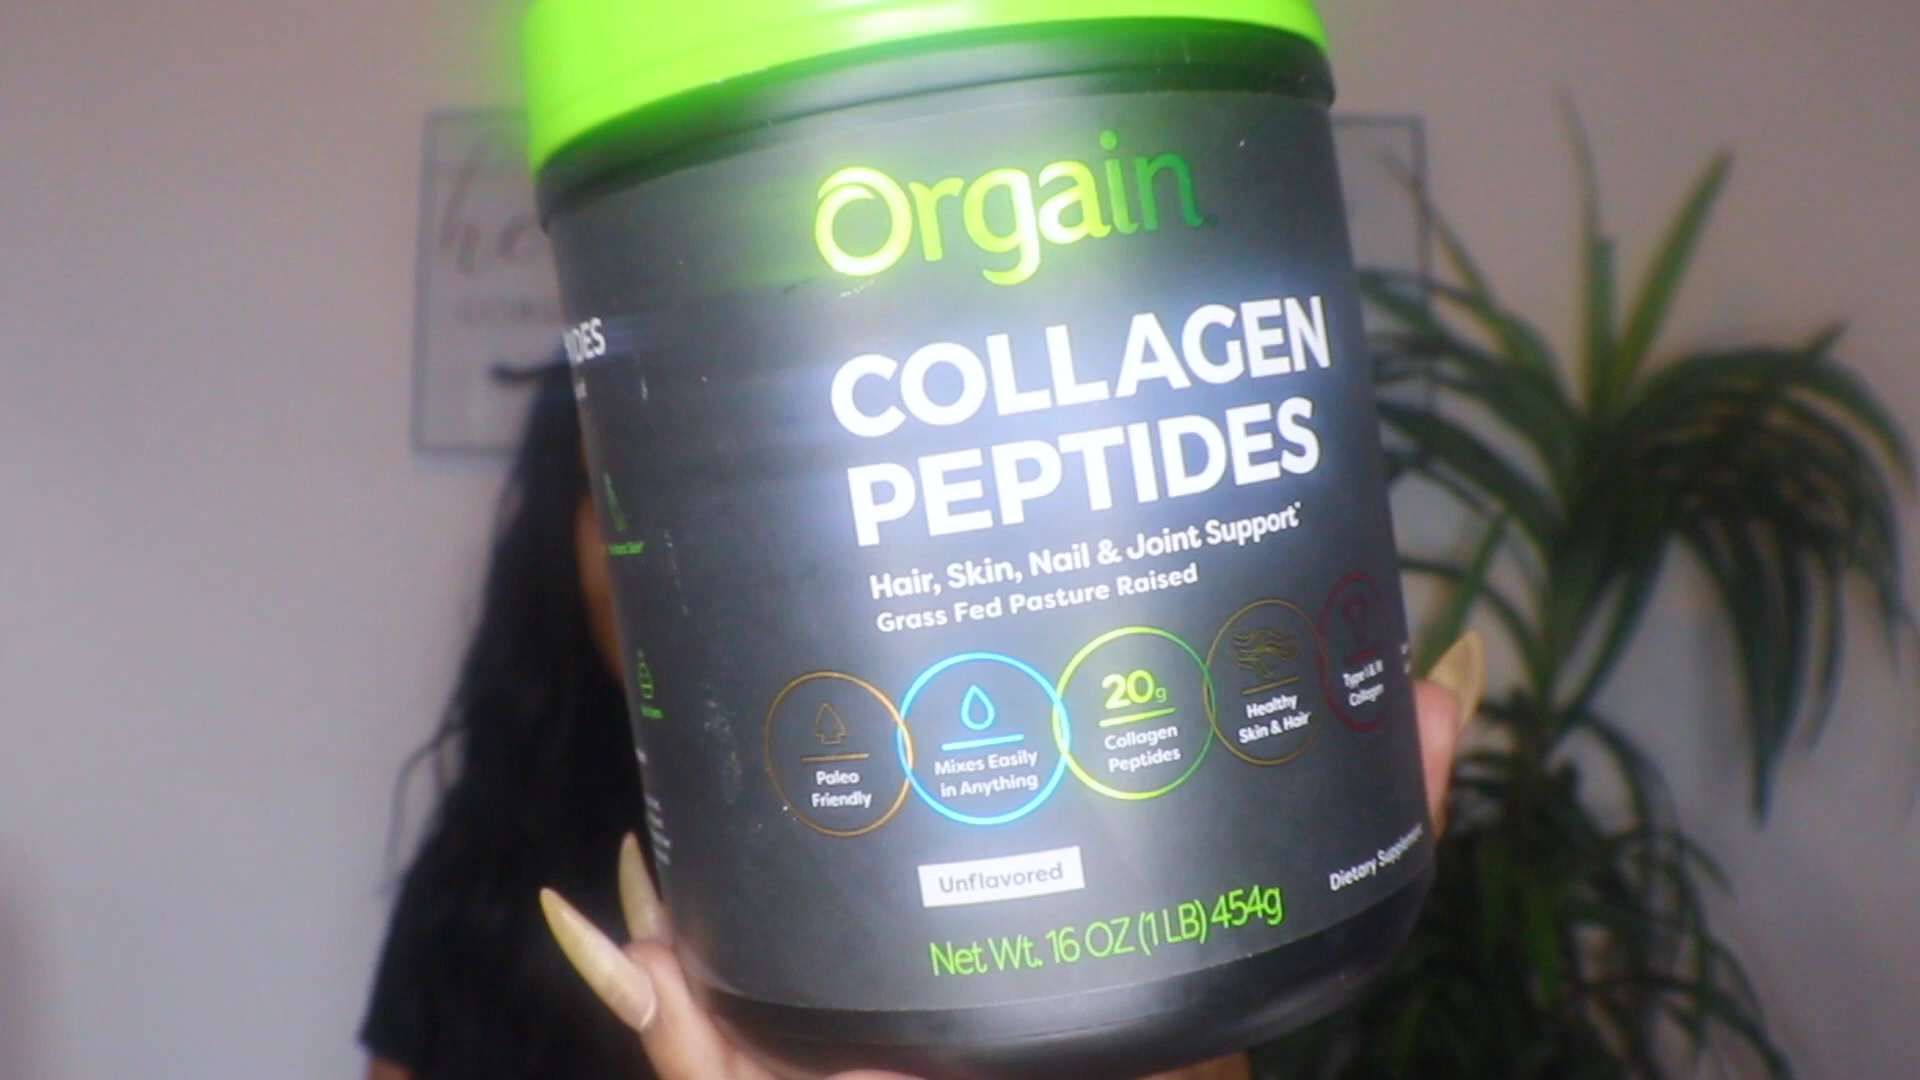 Orgain
COLLAGEN
PEPTIDES
Hair, Skin, Nail & Joint Support*
Grass Fed Pasture Raised
Paleo
Friendly
Mixes Easily
in Anything
20g
Collagen
Peptides
Healthy
Skin & Hair*
Collagen
Unflavored
Net Wt. 16 OZ (1 LB) 454g
Dietary Supplement